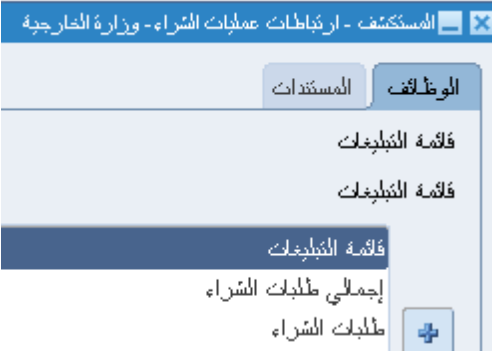 المستكشف - ارتباطات عمليات الشراء - وزارة الخارجية
الوظائف المستندات
قائمة التبليغات
قائمة التبليغات
قائمة التبليغات
إجمالي طلبات الشراء
طلبات الشراء